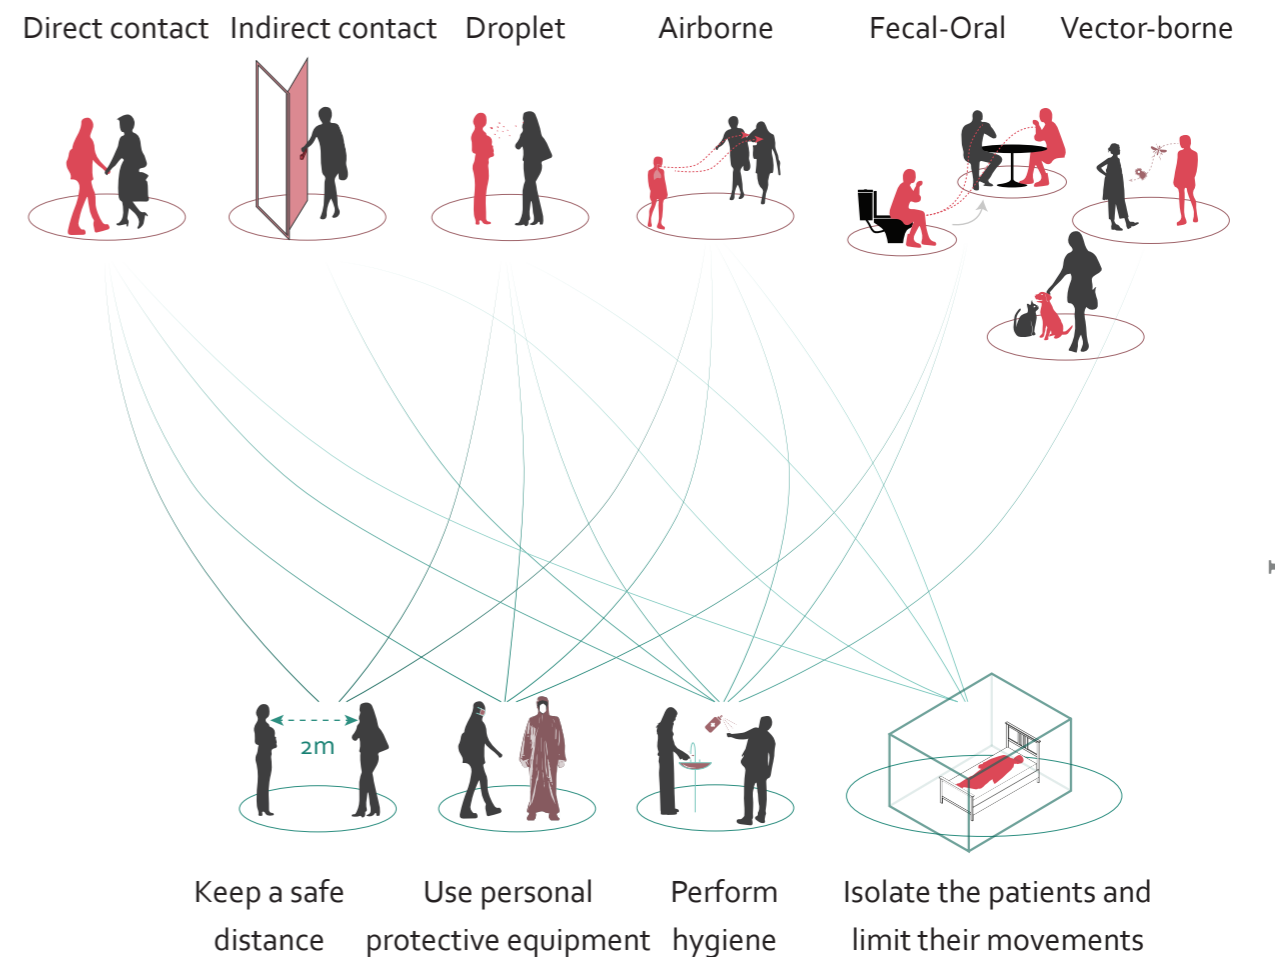 Direct contact
Indirect contact
Droplet
Airborne
Fecal-Oral
Vector-borne
2m
Keep a safe
distance
Use personal
protective equipment
Perform
hygiene
Isolate the patients and
limit their movements